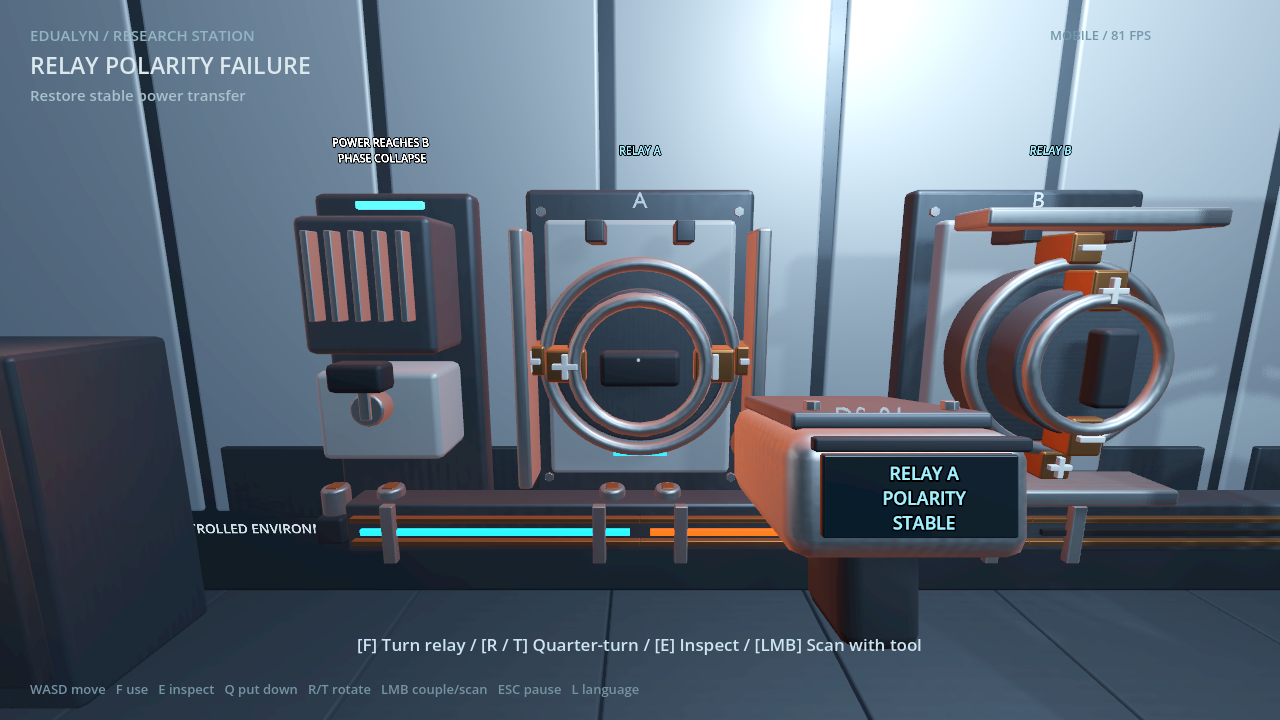 EDUALYN / RESEARCH STATION
MOBILE / 81 FPS
RELAY POLARITY FAILURE
Restore stable power transfer
POWER REACHES B
PHASE COLLAPSE
RELAY A
RELAY B
A
B
RELAY A
POLARITY
STABLE
[F] Turn relay / [R / T] Quarter-turn / [E] Inspect / [LMB] Scan with tool
WASD move F use E inspect Q put down R/T rotate LMB couple/scan ESC pause L language